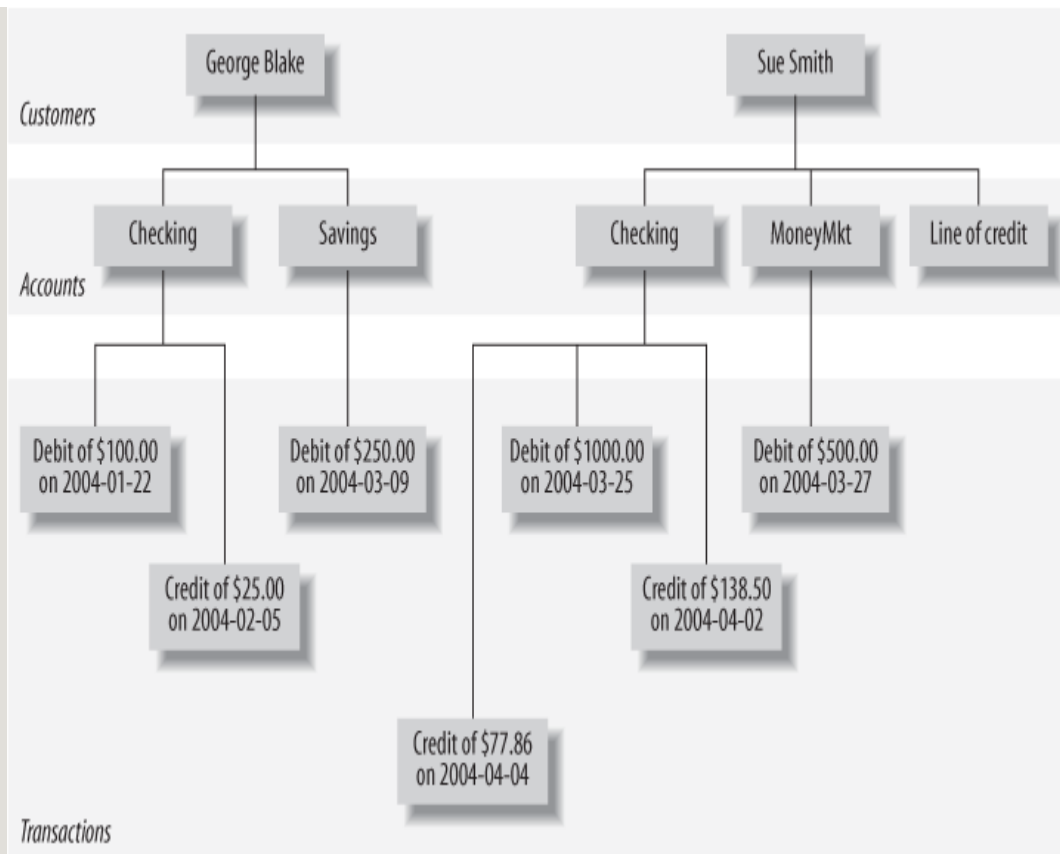 George Blake
Sue Smith
Customers
Checking
Savings
Checking
MoneyMkt
Line of credit
Accounts
Debit of $100.00
on 2004-01-22
Debit of $250.00
on 2004-03-09
Debit of $1000.00
on 2004-03-25
Debit of $500.00
on 2004-03-27
Credit of $25.00
on 2004-02-05
Credit of $138.50
on 2004-04-02
Credit of $77.86
on 2004-04-04
Transactions